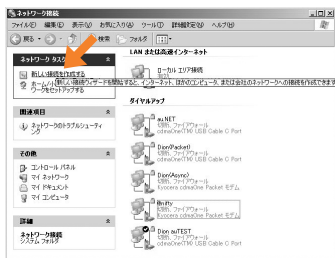 ネットワーク接続
ファイル(F) 編集(E) 表示(V) お気に入り(A) ツール(T) 詳細設定(N) ヘルプ(H)
戻る 検索 フォルダ
ネットワーク タスク
新しい接続を作成する
ホーム/小
ワークをセットアップする
新しい接続ウィザードを開始すると、インターネット、ほかのコンピュータ、または会社のネットワークへの接続を作成できます
関連項目
ネットワークのトラブルシューティ
ング
その他
コントロール パネル
マイ ネットワーク
マイ ドキュメント
マイ コンピュータ
詳細
ネットワーク接続
システム フォルダ
LAN または高速インターネット
ローカル エリア接続
ダイヤルアップ
au.NET
切断, ファイアウォール
cdmaOne(TM) USB Cable C Port
Dion(Packet)
切断, ファイアウォール
cdmaOne(TM) USB Cable C Port
Dion(Async)
切断, ファイアウォール
Kyocera cdmaOne Packet モデム
@nifty
切断, ファイアウォール
Kyocera cdmaOne Packet モデム
Dion auTEST
切断, ファイアウォール
cdmaOne(TM) USB Cable C Port